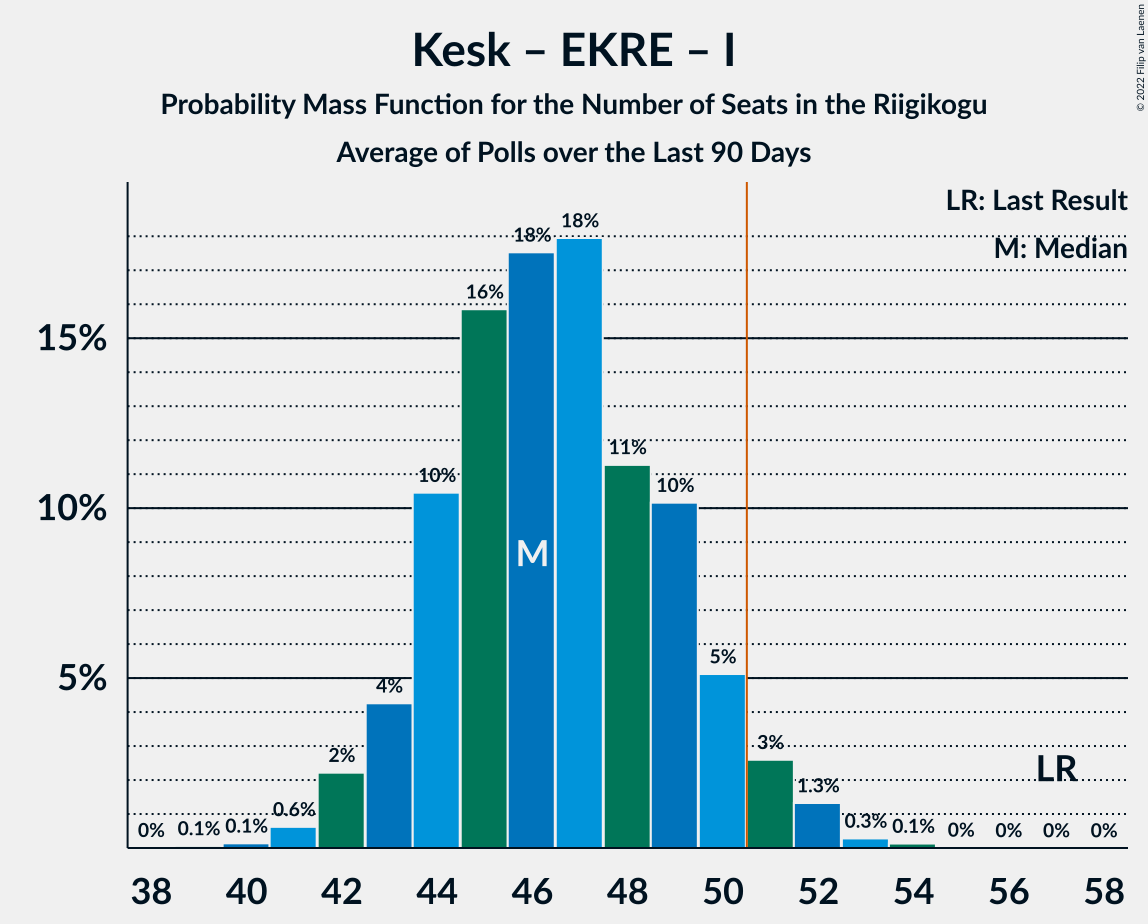 Kesk – EKRE – I
Probability Mass Function for the Number of Seats in the Riigikogu
Average of Polls over the Last 90 Days
© 2022 Filip van Laenen
LR: Last Result
M: Median
15%
10%
5%
0%
0.1%
0.1%
0.6%
2%
4%
10%
16%
18%
18%
11%
10%
5%
3%
1.3%
0.3%
0.1%
0%
0%
0%
0%
M
LR
38 40 42 44 46 48 50 52 54 56 58